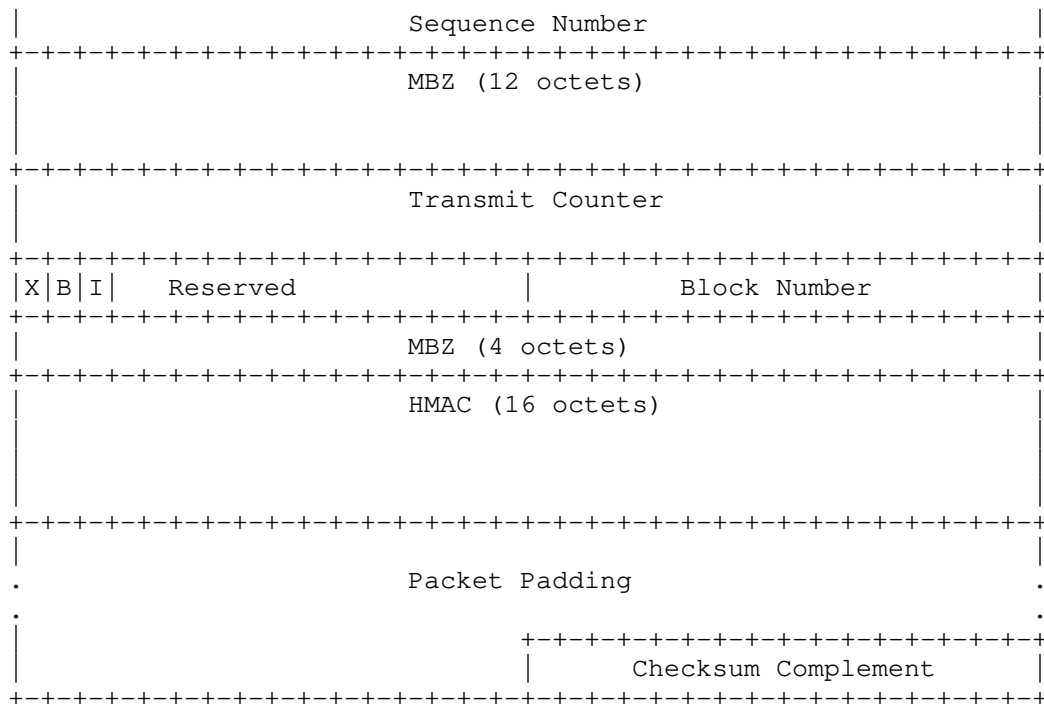 |                        Sequence Number                        |
+-+-+-+-+-+-+-+-+-+-+-+-+-+-+-+-+-+-+-+-+-+-+-+-+-+-+-+-+-+-+-+-+
|                        MBZ (12 octets)                        |
|                                                               |
|                                                               |
+-+-+-+-+-+-+-+-+-+-+-+-+-+-+-+-+-+-+-+-+-+-+-+-+-+-+-+-+-+-+-+-+
|                        Transmit Counter                       |
|                                                               |
+-+-+-+-+-+-+-+-+-+-+-+-+-+-+-+-+-+-+-+-+-+-+-+-+-+-+-+-+-+-+-+-+
|X|B|I|   Reserved              |         Block Number          |
+-+-+-+-+-+-+-+-+-+-+-+-+-+-+-+-+-+-+-+-+-+-+-+-+-+-+-+-+-+-+-+-+
|                        MBZ (4 octets)                         |
+-+-+-+-+-+-+-+-+-+-+-+-+-+-+-+-+-+-+-+-+-+-+-+-+-+-+-+-+-+-+-+-+
|                        HMAC (16 octets)                       |
|                                                               |
|                                                               |
|                                                               |
+-+-+-+-+-+-+-+-+-+-+-+-+-+-+-+-+-+-+-+-+-+-+-+-+-+-+-+-+-+-+-+-+
|                                                               |
.                        Packet Padding                         .
.                                                               .
|                               +-+-+-+-+-+-+-+-+-+-+-+-+-+-+-+-+
|                               |      Checksum Complement      |
+-+-+-+-+-+-+-+-+-+-+-+-+-+-+-+-+-+-+-+-+-+-+-+-+-+-+-+-+-+-+-+-+